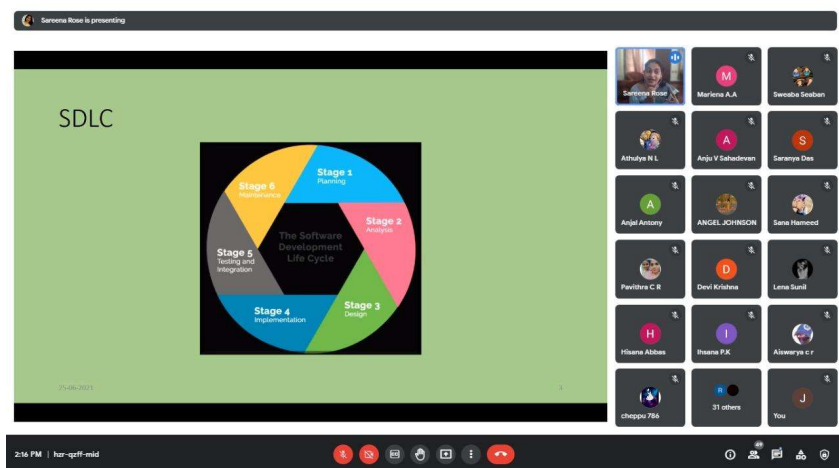 Sareena Rose is presenting
SDLC
Stage 1
Planning
Stage 2
Analysis
Stage 3
Design
Stage 4
Implementation
Stage 5
Testing and
Integration
Stage 6
Maintenance
The Software
Development
Life Cycle
25-06-2021
3
Sareena Rose
M
Mariena A.A
Sweaba Seaban
Athulya N L
A
Anju V Sahadevan
S
Saranya Das
A
Anjal Antony
ANGEL JOHNSON
Sana Hameed
Pavithra C R
D
Devi Krishna
Lena Sunil
H
Hisana Abbas
I
Ihsana P.K
Aiswarya c r
cheppu 786
R
31 others
J
You
2:16 PM | hzr-qzff-mid
49